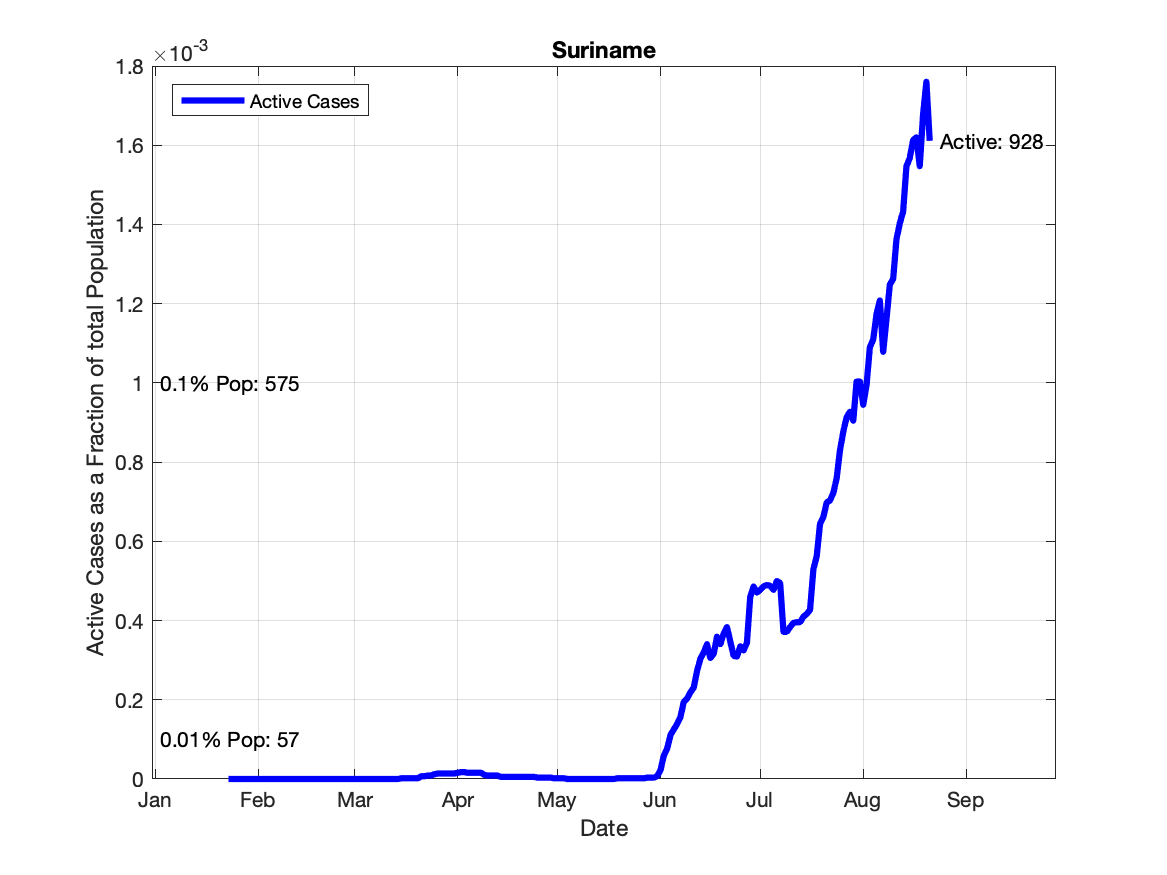 Suriname
×10-3
1.8
1.6
1.4
1.2
1
0.8
0.6
0.4
0.2
0
Active Cases
Active: 928
0.1% Pop: 575
0.01% Pop: 57
Active Cases as a Fraction of total Population
Jan Feb Mar Apr May Jun Jul Aug Sep
Date